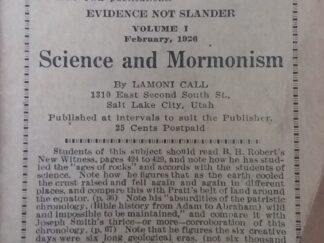 EVIDENCE NOT SLANDER
VOLUME I
February, 1926
Science and Mormonism
By LAMONI CALL
1310 East Second South St.,
Salt Lake City, Utah
Published at intervals to suit the Publisher.
25 Cents Postpaid
Students of this subject should read B. H. Robert's
New Witness, pages 424 to 429, and note how he has stud-
ied the "ages of rocks" and accords with the students of
science. Note how he figures that as the earth cooled
the crust raised and fell again and again in different
places, and compare this with Pratt's belt of land around
the equator. (p. 36) Note his "absurdities of the patristic
chronology, (Bible history from Adam to Abraham) wild
and impossible to be maintained," and compare it with
Joseph Smith's three—or more—corroboration of this
chronology. (p. 67) Note that he figures the six creative
days were six long geological eras, (not six thousand